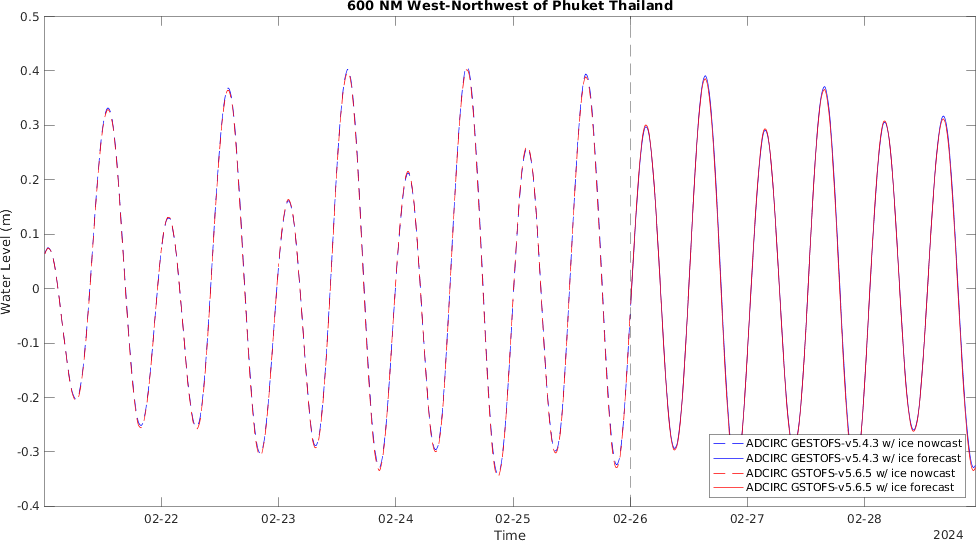 600 NM West-Northwest of Phuket Thailand
0.5
0.4
0.3
0.2
0.1
0
-0.1
-0.2
-0.3
-0.4
Water Level (m)
ADCIRC GESTOFS-v5.4.3 w/ ice nowcast
ADCIRC GESTOFS-v5.4.3 w/ ice forecast
ADCIRC GSTOFS-v5.6.5 w/ ice nowcast
ADCIRC GSTOFS-v5.6.5 w/ ice forecast
02-22 02-23 02-24 02-25 02-26 02-27 02-28
Time
2024